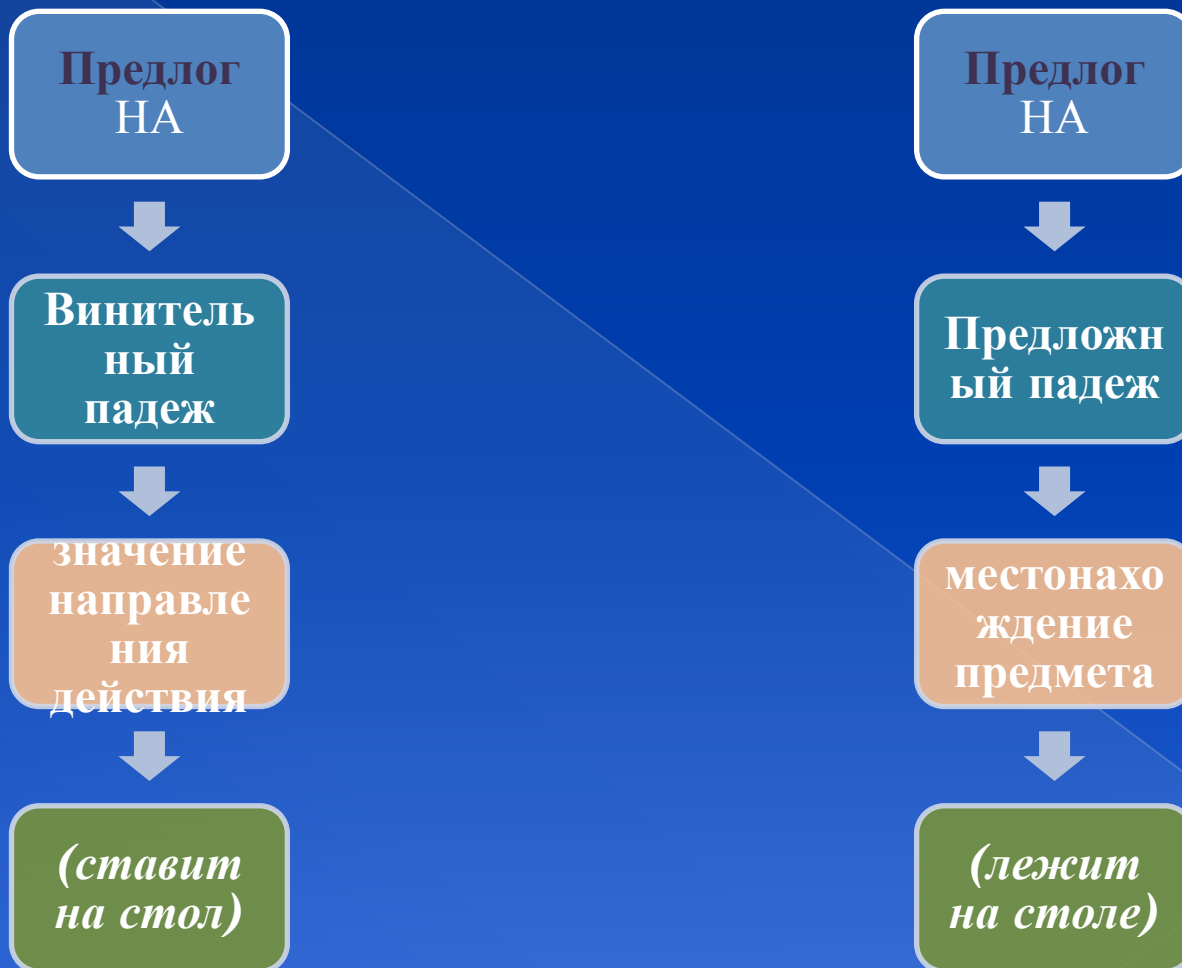 Предлог
НА
Винитель
ный
падеж
значение
направле
ния
действия
(ставит
на стол)
Предлог
НА
Предложн
ый падеж
местонахо
ждение
предмета
(лежит
на столе)